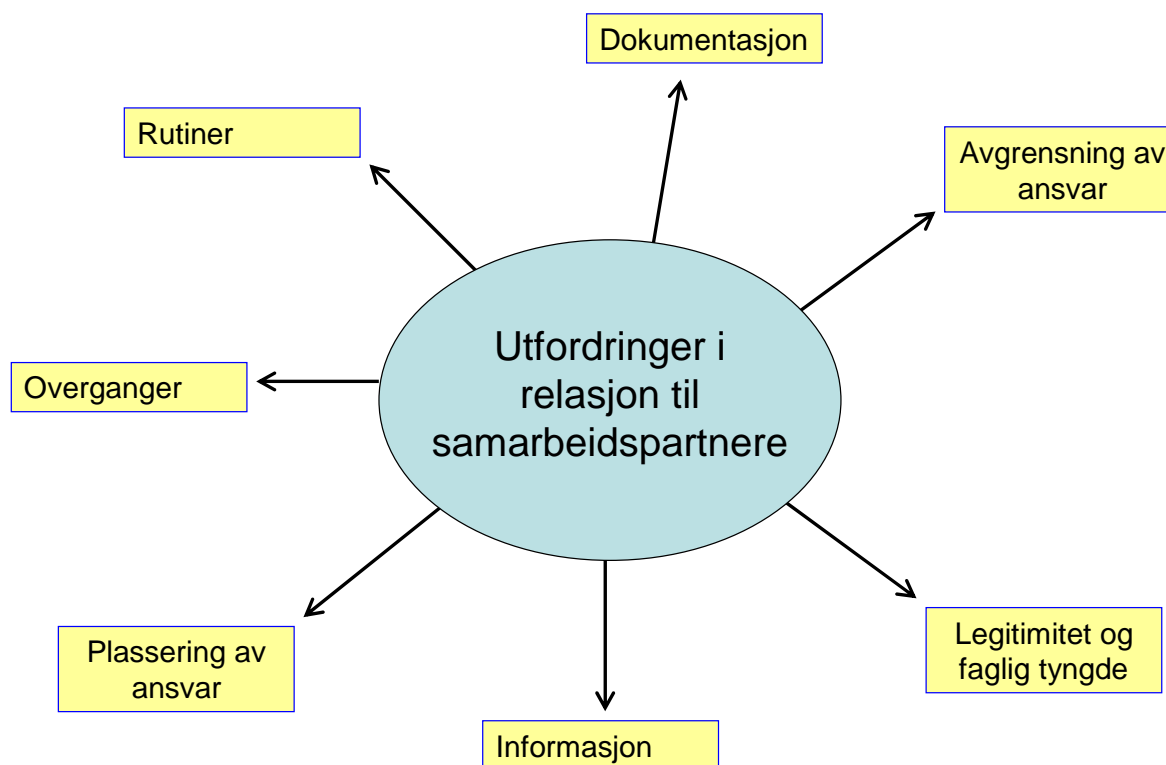 Dokumentasjon
Rutiner
Avgrensning av
ansvar
Utfordringer i
relasjon til
samarbeidspartnere
Overganger
Plassering av
ansvar
Legitimitet og
faglig tyngde
Informasjon